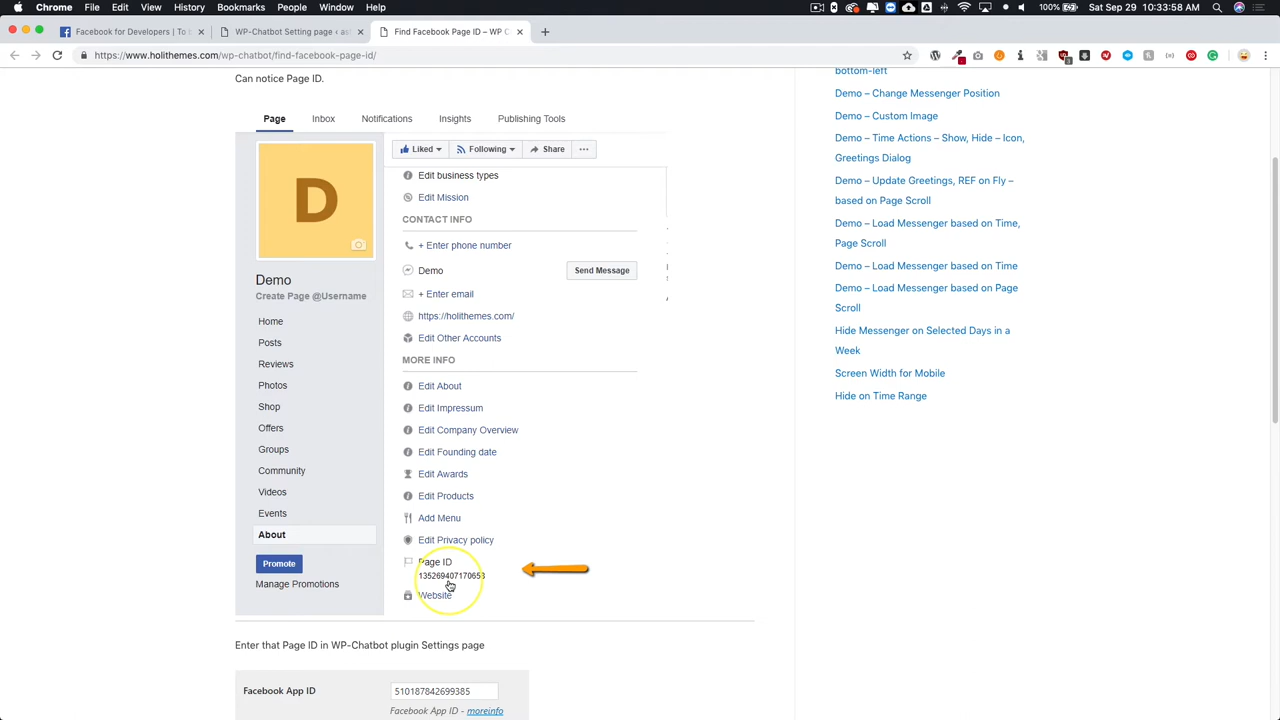 Chrome File Edit View History Bookmarks People Window Help
100% Sat Sep 29 10:33:58 AM
Facebook for Developers | To b
WP-Chatbot Setting page ‹ as
Find Facebook Page ID – WP C
https://www.holithemes.com/wp-chatbot/find-facebook-page-id/
Can notice Page ID.
Page Inbox Notifications Insights Publishing Tools
Liked Following Share
D
Demo
Create Page @Username
Home
Posts
Reviews
Photos
Shop
Offers
Groups
Community
Videos
Events
About
Promote
Manage Promotions
Edit business types
Edit Mission
CONTACT INFO
+ Enter phone number
Demo Send Message
+ Enter email
https://holithemes.com/
Edit Other Accounts
MORE INFO
Edit About
Edit Impressum
Edit Company Overview
Edit Founding date
Edit Awards
Edit Products
Add Menu
Edit Privacy policy
Page ID
135269407170653
Website
Enter that Page ID in WP-Chatbot plugin Settings page
Facebook App ID 510187842699385
Facebook App ID - moreinfo
bottom-left
Demo – Change Messenger Position
Demo – Custom Image
Demo – Time Actions – Show, Hide – Icon,
Greetings Dialog
Demo – Update Greetings, REF on Fly –
based on Page Scroll
Demo – Load Messenger based on Time,
Page Scroll
Demo – Load Messenger based on Time
Demo – Load Messenger based on Page
Scroll
Hide Messenger on Selected Days in a
Week
Screen Width for Mobile
Hide on Time Range